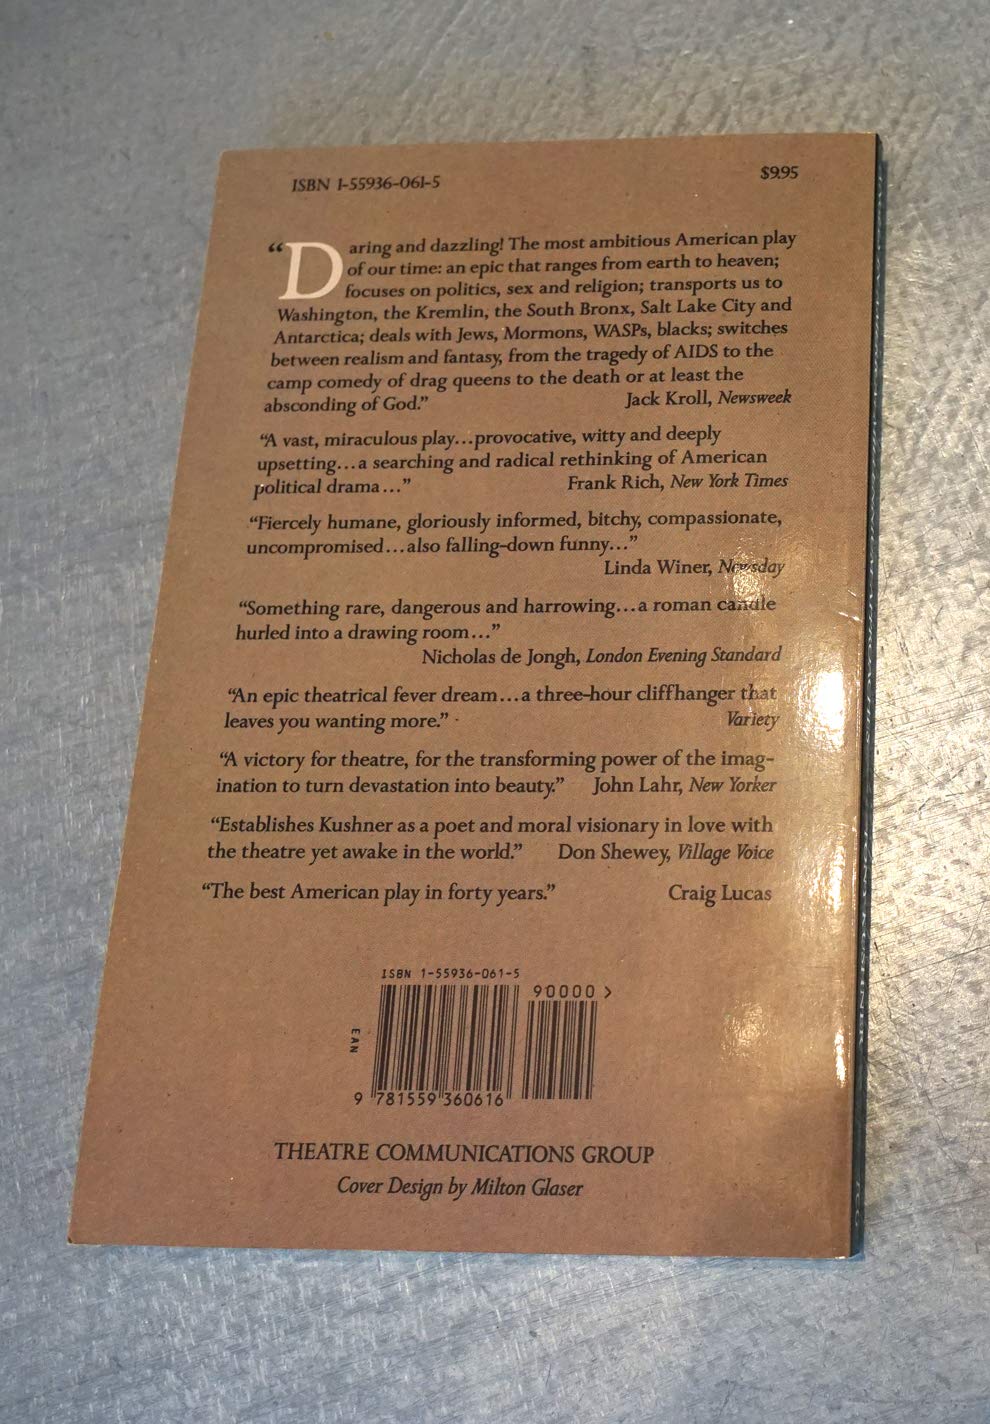 ISBN 1-55936-061-5
$9.95
“Daring and dazzling! The most ambitious American play
of our time: an epic that ranges from earth to heaven;
focuses on politics, sex and religion; transports us to
Washington, the Kremlin, the South Bronx, Salt Lake City and
Antarctica; deals with Jews, Mormons, WASPs, blacks; switches
between realism and fantasy, from the tragedy of AIDS to the
camp comedy of drag queens to the death or at least the
absconding of God.” Jack Kroll, Newsweek
“A vast, miraculous play...provocative, witty and deeply
upsetting...a searching and radical rethinking of American
political drama...” Frank Rich, New York Times
“Fiercely humane, gloriously informed, bitchy, compassionate,
uncompromised...also falling-down funny...”
Linda Winer, Newsday
“Something rare, dangerous and harrowing...a roman candle
hurled into a drawing room...”
Nicholas de Jongh, London Evening Standard
“An epic theatrical fever dream...a three-hour cliffhanger that
leaves you wanting more.” Variety
“A victory for theatre, for the transforming power of the imag-
ination to turn devastation into beauty.” John Lahr, New Yorker
“Establishes Kushner as a poet and moral visionary in love with
the theatre yet awake in the world.” Don Shewey, Village Voice
“The best American play in forty years.” Craig Lucas
ISBN 1-55936-061-5
90000 >
EAN
9 781559 360616
THEATRE COMMUNICATIONS GROUP
Cover Design by Milton Glaser